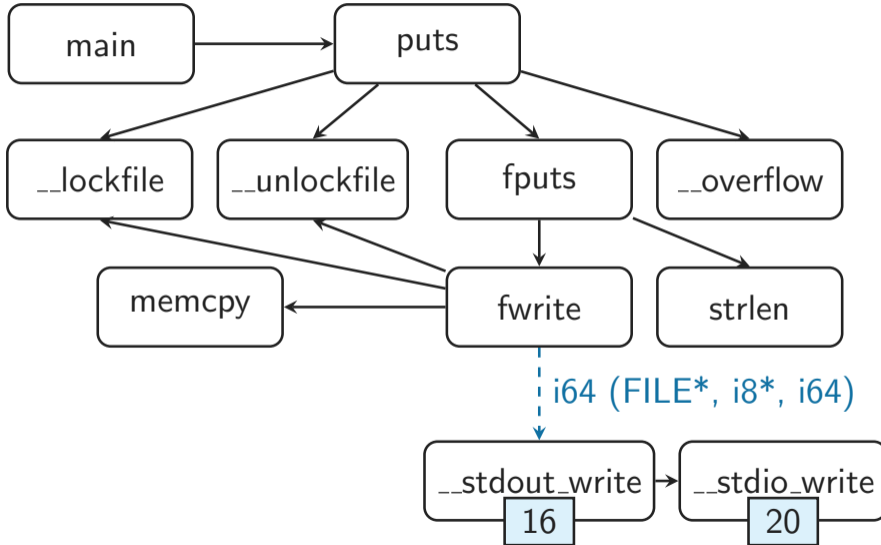 main
puts
__lockfile
__unlockfile
fputs
__overflow
memcpy
fwrite
strlen
i64 (FILE*, i8*, i64)
__stdout_write
__stdio_write
16
20